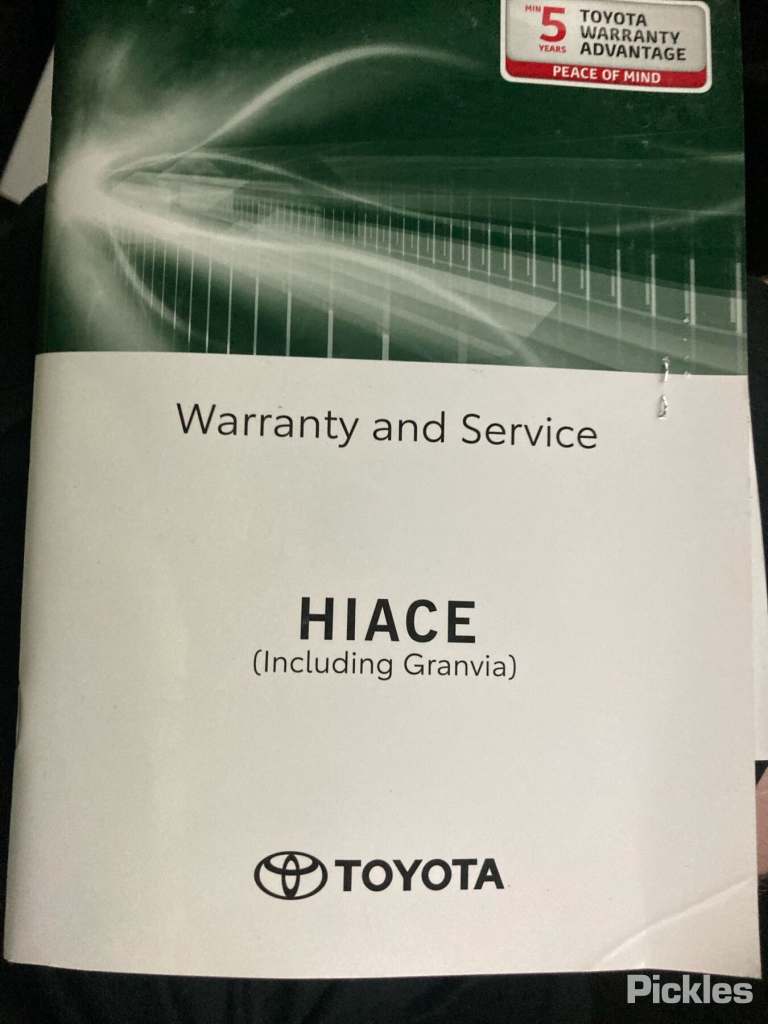 MIN
5
YEARS
TOYOTA
WARRANTY
ADVANTAGE
PEACE OF MIND
Warranty and Service
HIACE
(Including Granvia)
TOYOTA
Pickles